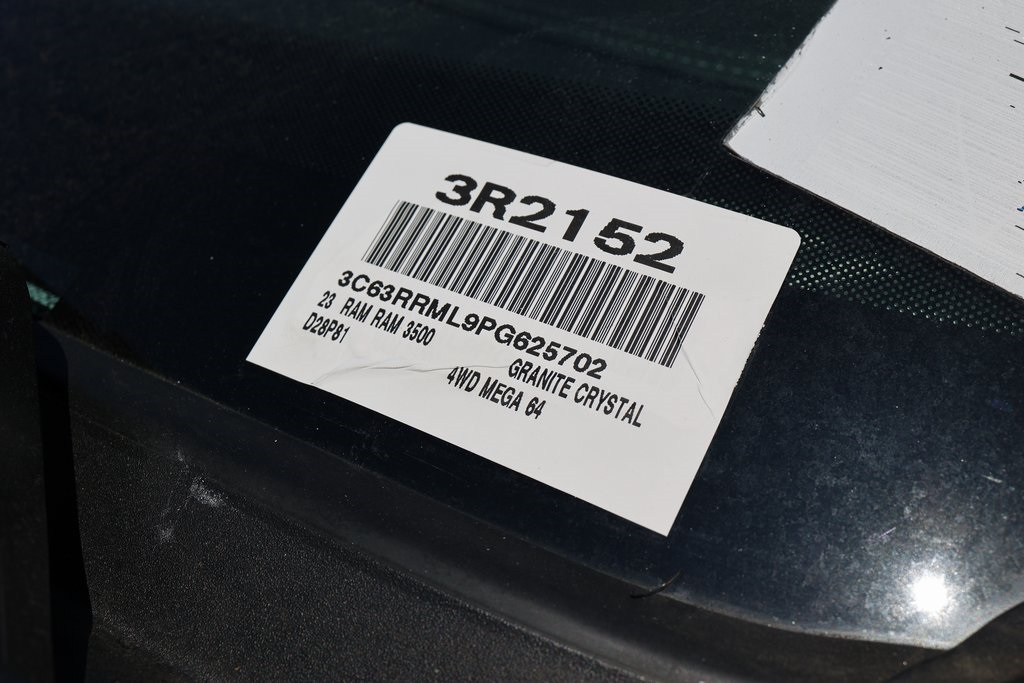 3R2152
3C63RRML9PG625702
23 RAM RAM 3500 GRANITE CRYSTAL
D28P81 4WD MEGA 64